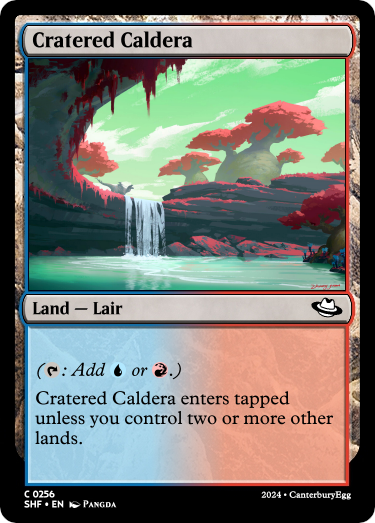 Cratered Caldera
Land — Lair
(: Add or .)
Cratered Caldera enters tapped
unless you control two or more other
lands.
C 0256
SHF • EN PANGDA
2024 • CanterburyEgg